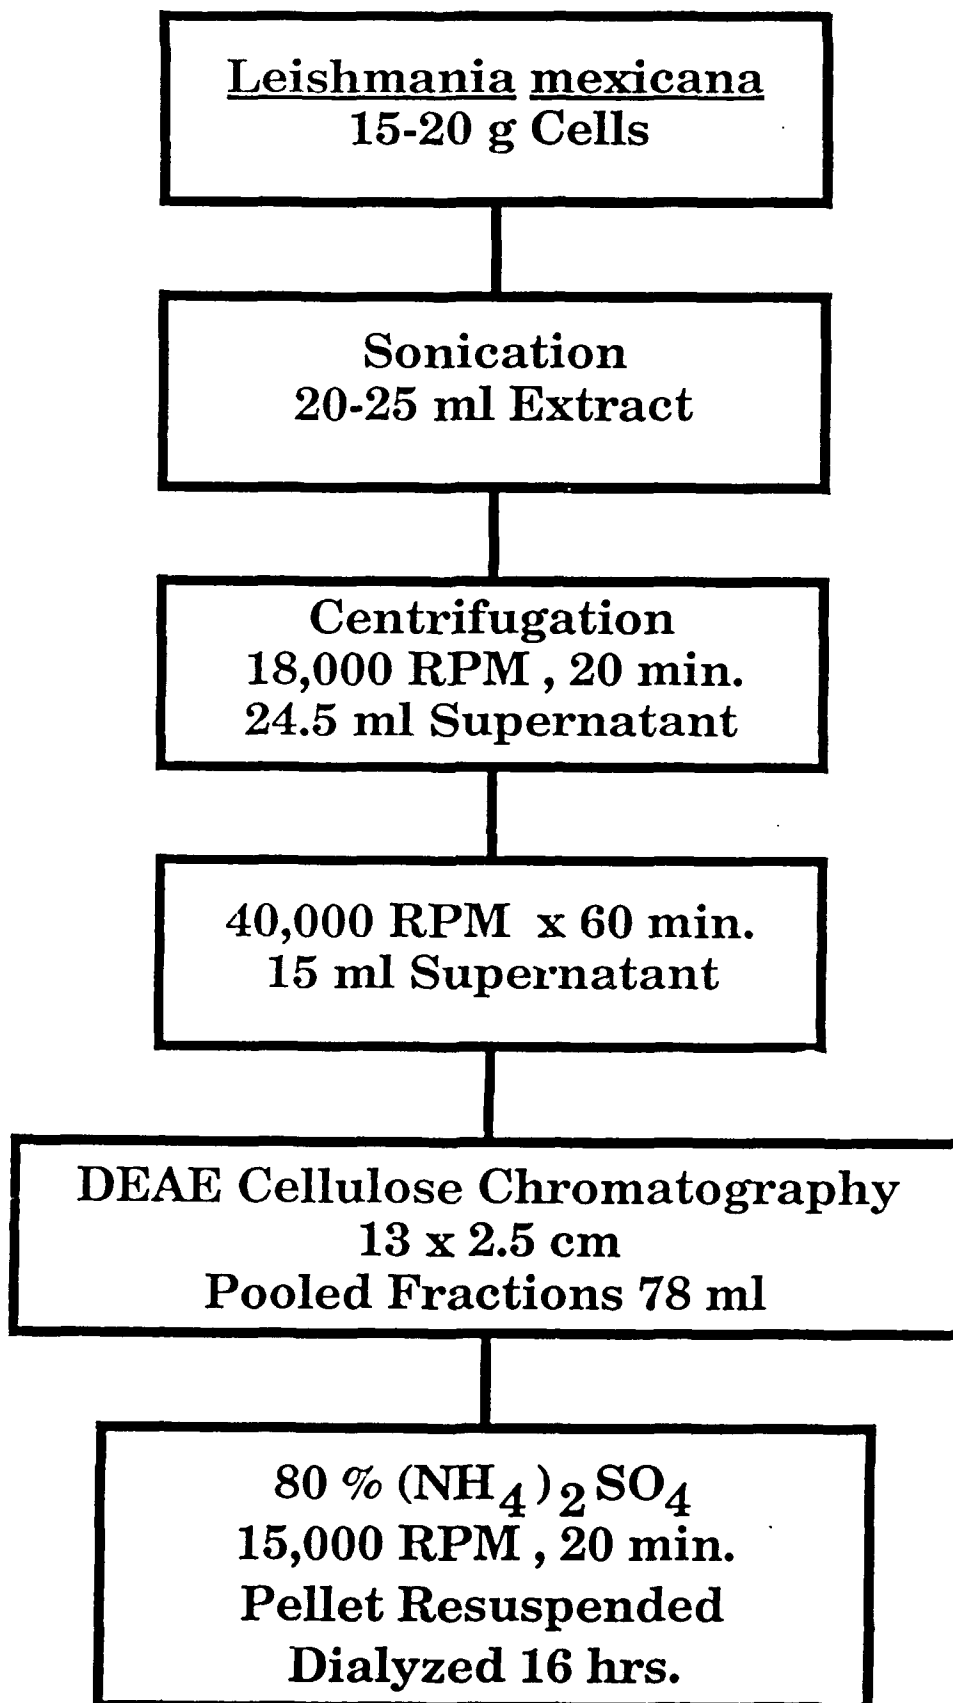 Leishmania mexicana
15-20 g Cells
Sonication
20-25 ml Extract
Centrifugation
18,000 RPM , 20 min.
24.5 ml Supernatant
40,000 RPM x 60 min.
15 ml Supernatant
DEAE Cellulose Chromatography
13 x 2.5 cm
Pooled Fractions 78 ml
80 % (NH4)2SO4
15,000 RPM , 20 min.
Pellet Resuspended
Dialyzed 16 hrs.